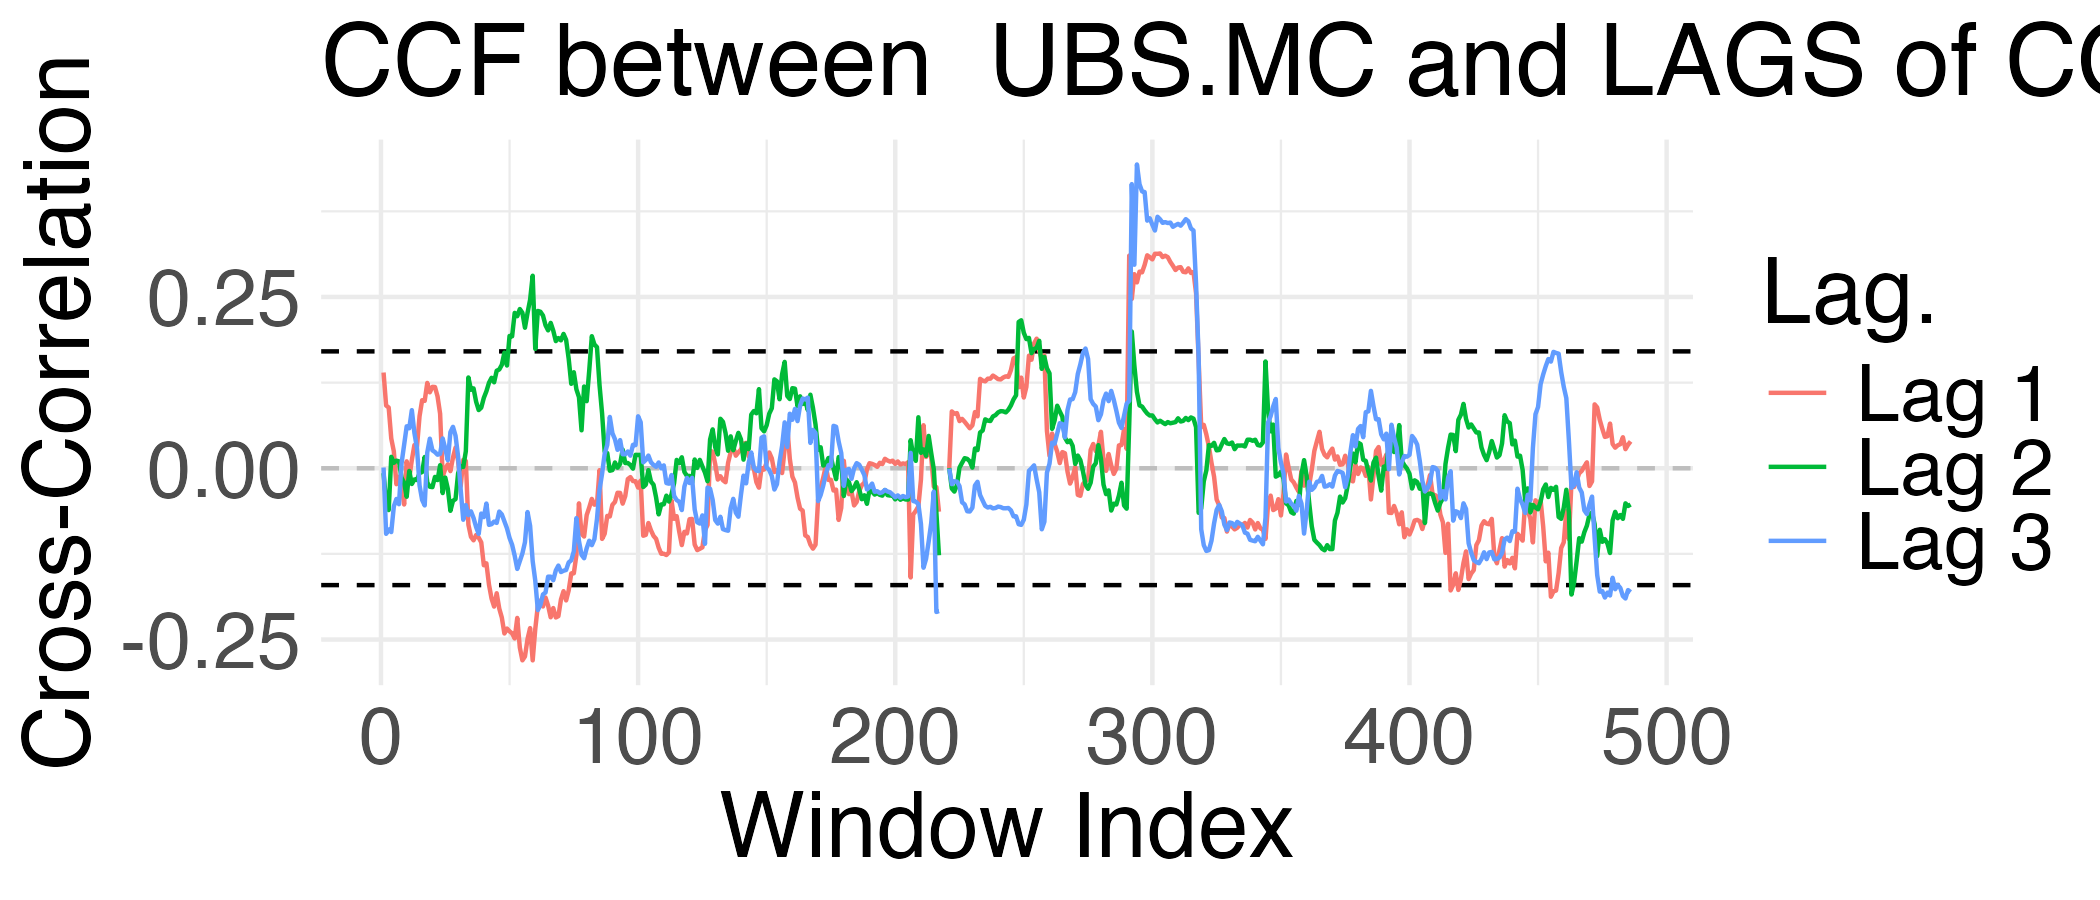 CCF between UBS.MC and LAGS of
Cross-Correlation
0.25
0.00
-0.25
0 100 200 300 400 500
Window Index
Lag.
Lag 1
Lag 2
Lag 3